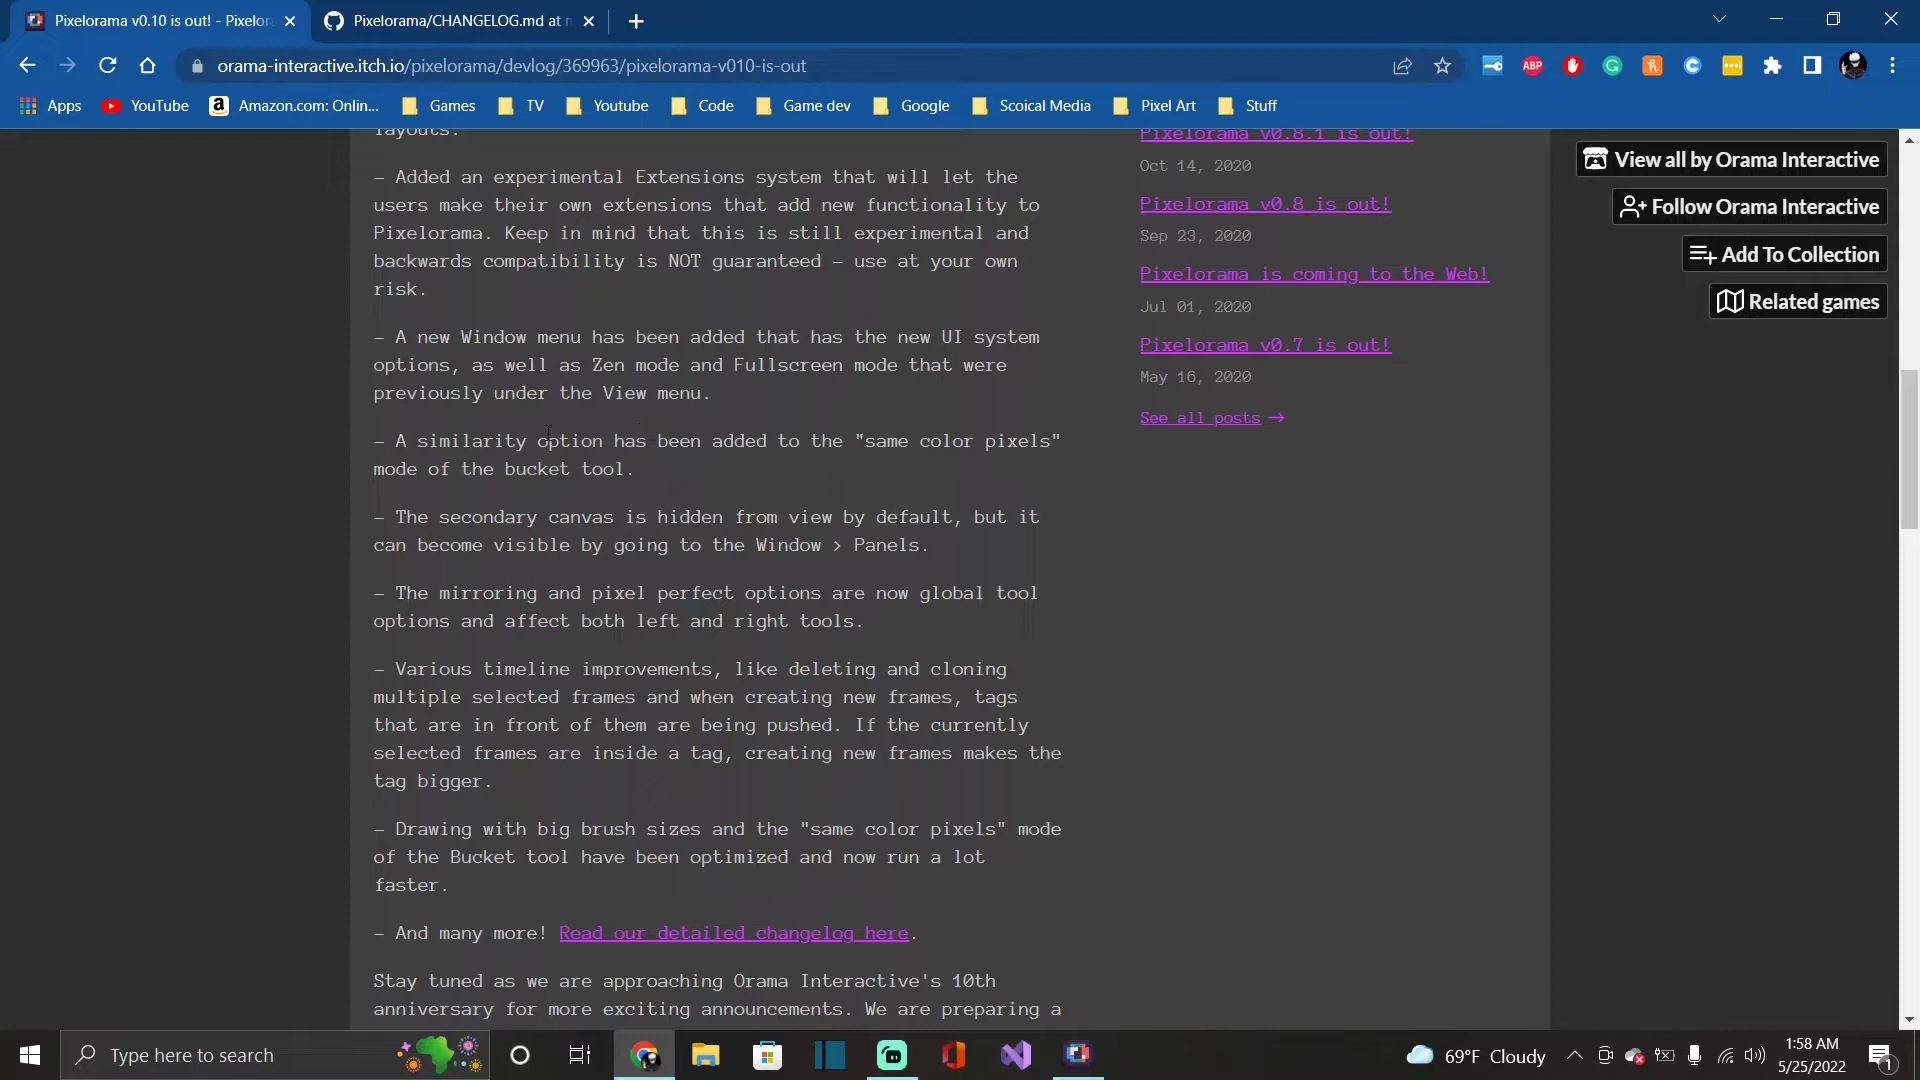 Pixelorama v0.10 is out! - Pixelora
Pixelorama/CHANGELOG.md at m
orama-interactive.itch.io/pixelorama/devlog/369963/pixelorama-v010-is-out
ABP
Apps
YouTube
Amazon.com: Onlin...
Games
TV
Youtube
Code
Game dev
Google
Scoical Media
Pixel Art
Stuff
layouts.
– Added an experimental Extensions system that will let the
users make their own extensions that add new functionality to
Pixelorama. Keep in mind that this is still experimental and
backwards compatibility is NOT guaranteed – use at your own
risk.
– A new Window menu has been added that has the new UI system
options, as well as Zen mode and Fullscreen mode that were
previously under the View menu.
– A similarity option has been added to the "same color pixels"
mode of the bucket tool.
– The secondary canvas is hidden from view by default, but it
can become visible by going to the Window > Panels.
– The mirroring and pixel perfect options are now global tool
options and affect both left and right tools.
– Various timeline improvements, like deleting and cloning
multiple selected frames and when creating new frames, tags
that are in front of them are being pushed. If the currently
selected frames are inside a tag, creating new frames makes the
tag bigger.
– Drawing with big brush sizes and the "same color pixels" mode
of the Bucket tool have been optimized and now run a lot
faster.
– And many more! Read our detailed changelog here.
Stay tuned as we are approaching Orama Interactive's 10th
anniversary for more exciting announcements. We are preparing a
Pixelorama v0.8.1 is out!
Oct 14, 2020
Pixelorama v0.8 is out!
Sep 23, 2020
Pixelorama is coming to the Web!
Jul 01, 2020
Pixelorama v0.7 is out!
May 16, 2020
See all posts →
View all by Orama Interactive
Follow Orama Interactive
Add To Collection
Related games
Type here to search
69°F Cloudy
1:58 AM
5/25/2022
1